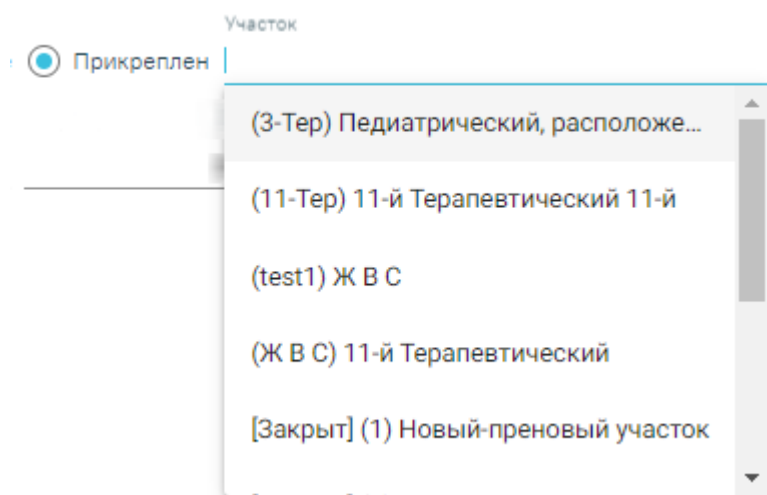 Участок
Прикреплен
(3-Тер) Педиатрический, расположе...
(11-Тер) 11-й Терапевтический 11-й
(test1) Ж В С
(Ж В С) 11-й Терапевтический
[Закрыт] (1) Новый-преновый участок